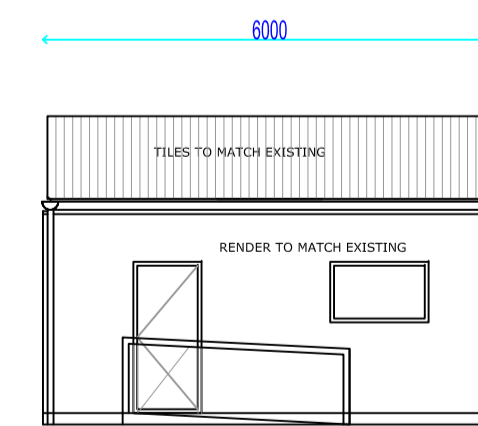 6000
TILES TO MATCH EXISTING
RENDER TO MATCH EXISTING